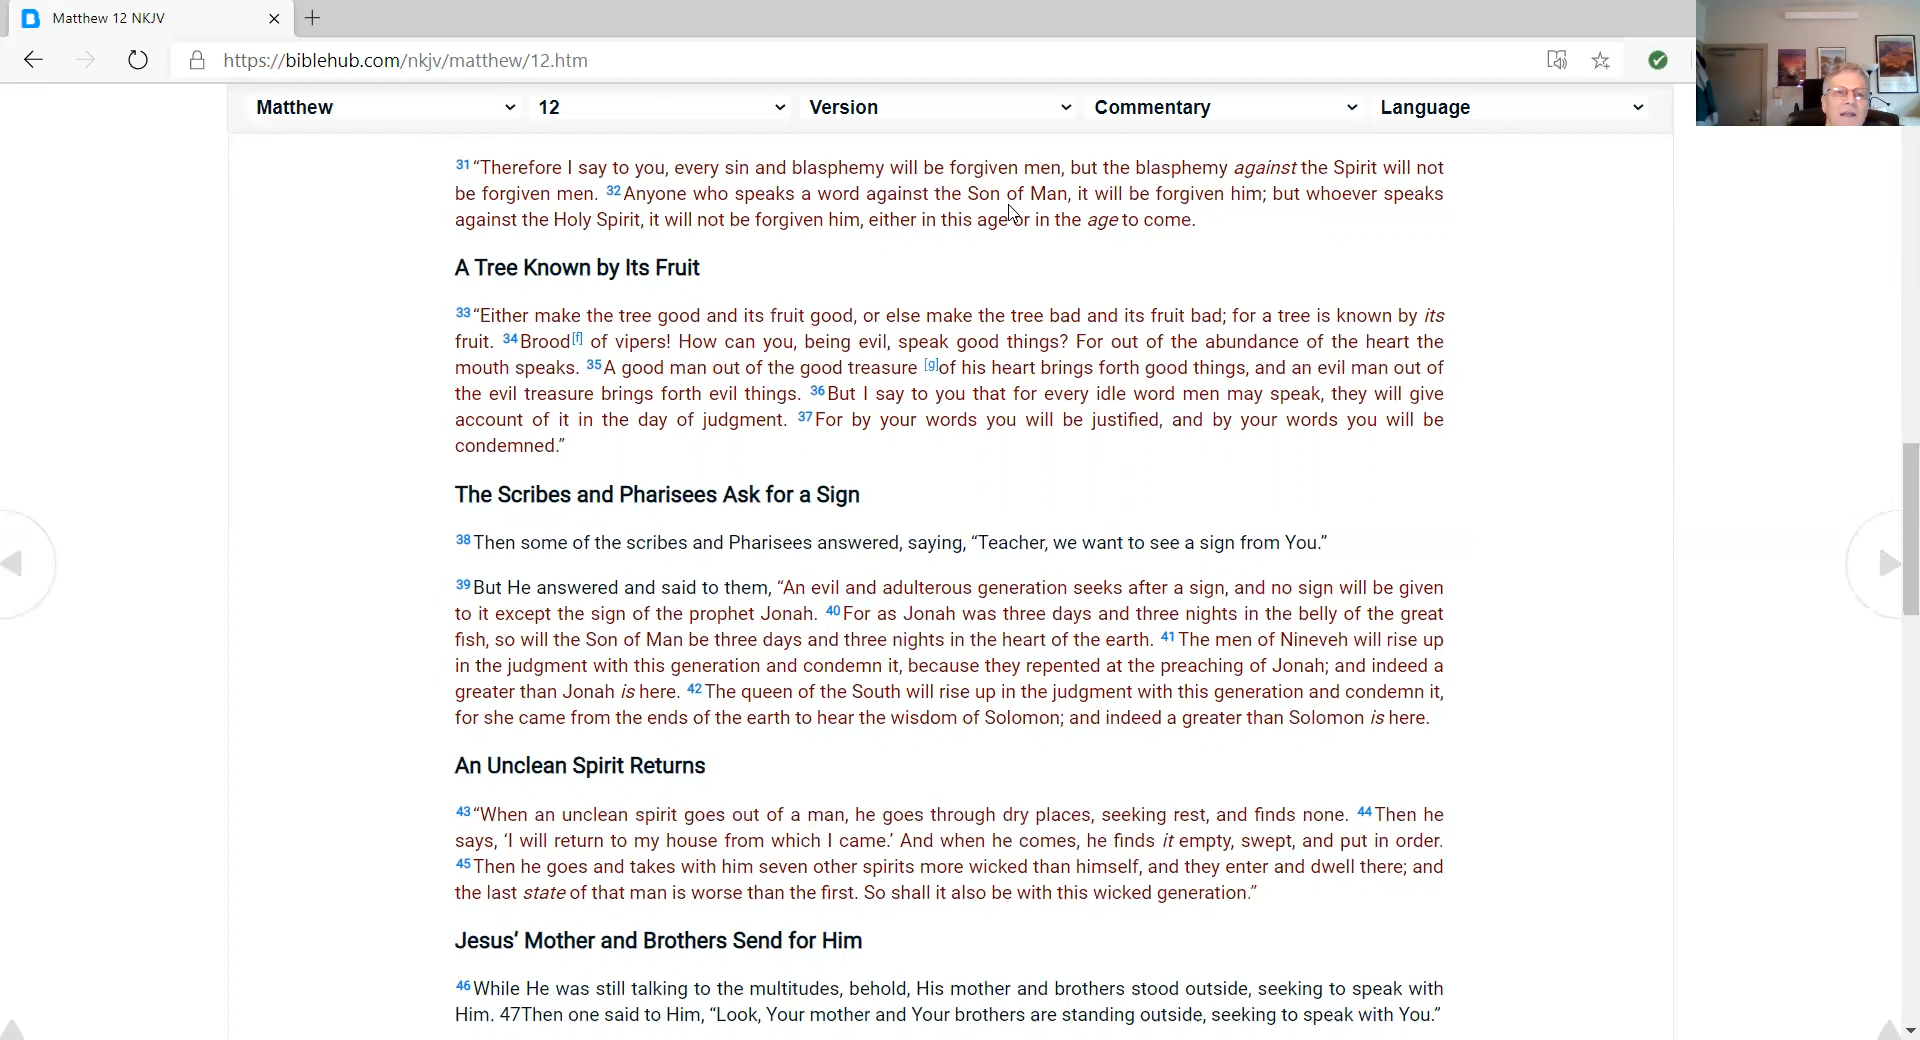 Matthew 12 NKJV
https://biblehub.com/nkjv/matthew/12.htm
Matthew 12 Version Commentary Language
31 “Therefore I say to you, every sin and blasphemy will be forgiven men, but the blasphemy against the Spirit will not
be forgiven men. 32 Anyone who speaks a word against the Son of Man, it will be forgiven him; but whoever speaks
against the Holy Spirit, it will not be forgiven him, either in this age or in the age to come.
A Tree Known by Its Fruit
33 “Either make the tree good and its fruit good, or else make the tree bad and its fruit bad; for a tree is known by its
fruit. 34 Brood[f] of vipers! How can you, being evil, speak good things? For out of the abundance of the heart the
mouth speaks. 35 A good man out of the good treasure [g]of his heart brings forth good things, and an evil man out of
the evil treasure brings forth evil things. 36 But I say to you that for every idle word men may speak, they will give
account of it in the day of judgment. 37 For by your words you will be justified, and by your words you will be
condemned.”
The Scribes and Pharisees Ask for a Sign
38 Then some of the scribes and Pharisees answered, saying, “Teacher, we want to see a sign from You.”
39 But He answered and said to them, “An evil and adulterous generation seeks after a sign, and no sign will be given
to it except the sign of the prophet Jonah. 40 For as Jonah was three days and three nights in the belly of the great
fish, so will the Son of Man be three days and three nights in the heart of the earth. 41 The men of Nineveh will rise up
in the judgment with this generation and condemn it, because they repented at the preaching of Jonah; and indeed a
greater than Jonah is here. 42 The queen of the South will rise up in the judgment with this generation and condemn it,
for she came from the ends of the earth to hear the wisdom of Solomon; and indeed a greater than Solomon is here.
An Unclean Spirit Returns
43 “When an unclean spirit goes out of a man, he goes through dry places, seeking rest, and finds none. 44 Then he
says, ‘I will return to my house from which I came.’ And when he comes, he finds it empty, swept, and put in order.
45 Then he goes and takes with him seven other spirits more wicked than himself, and they enter and dwell there; and
the last state of that man is worse than the first. So shall it also be with this wicked generation.”
Jesus’ Mother and Brothers Send for Him
46 While He was still talking to the multitudes, behold, His mother and brothers stood outside, seeking to speak with
Him. 47Then one said to Him, “Look, Your mother and Your brothers are standing outside, seeking to speak with You.”